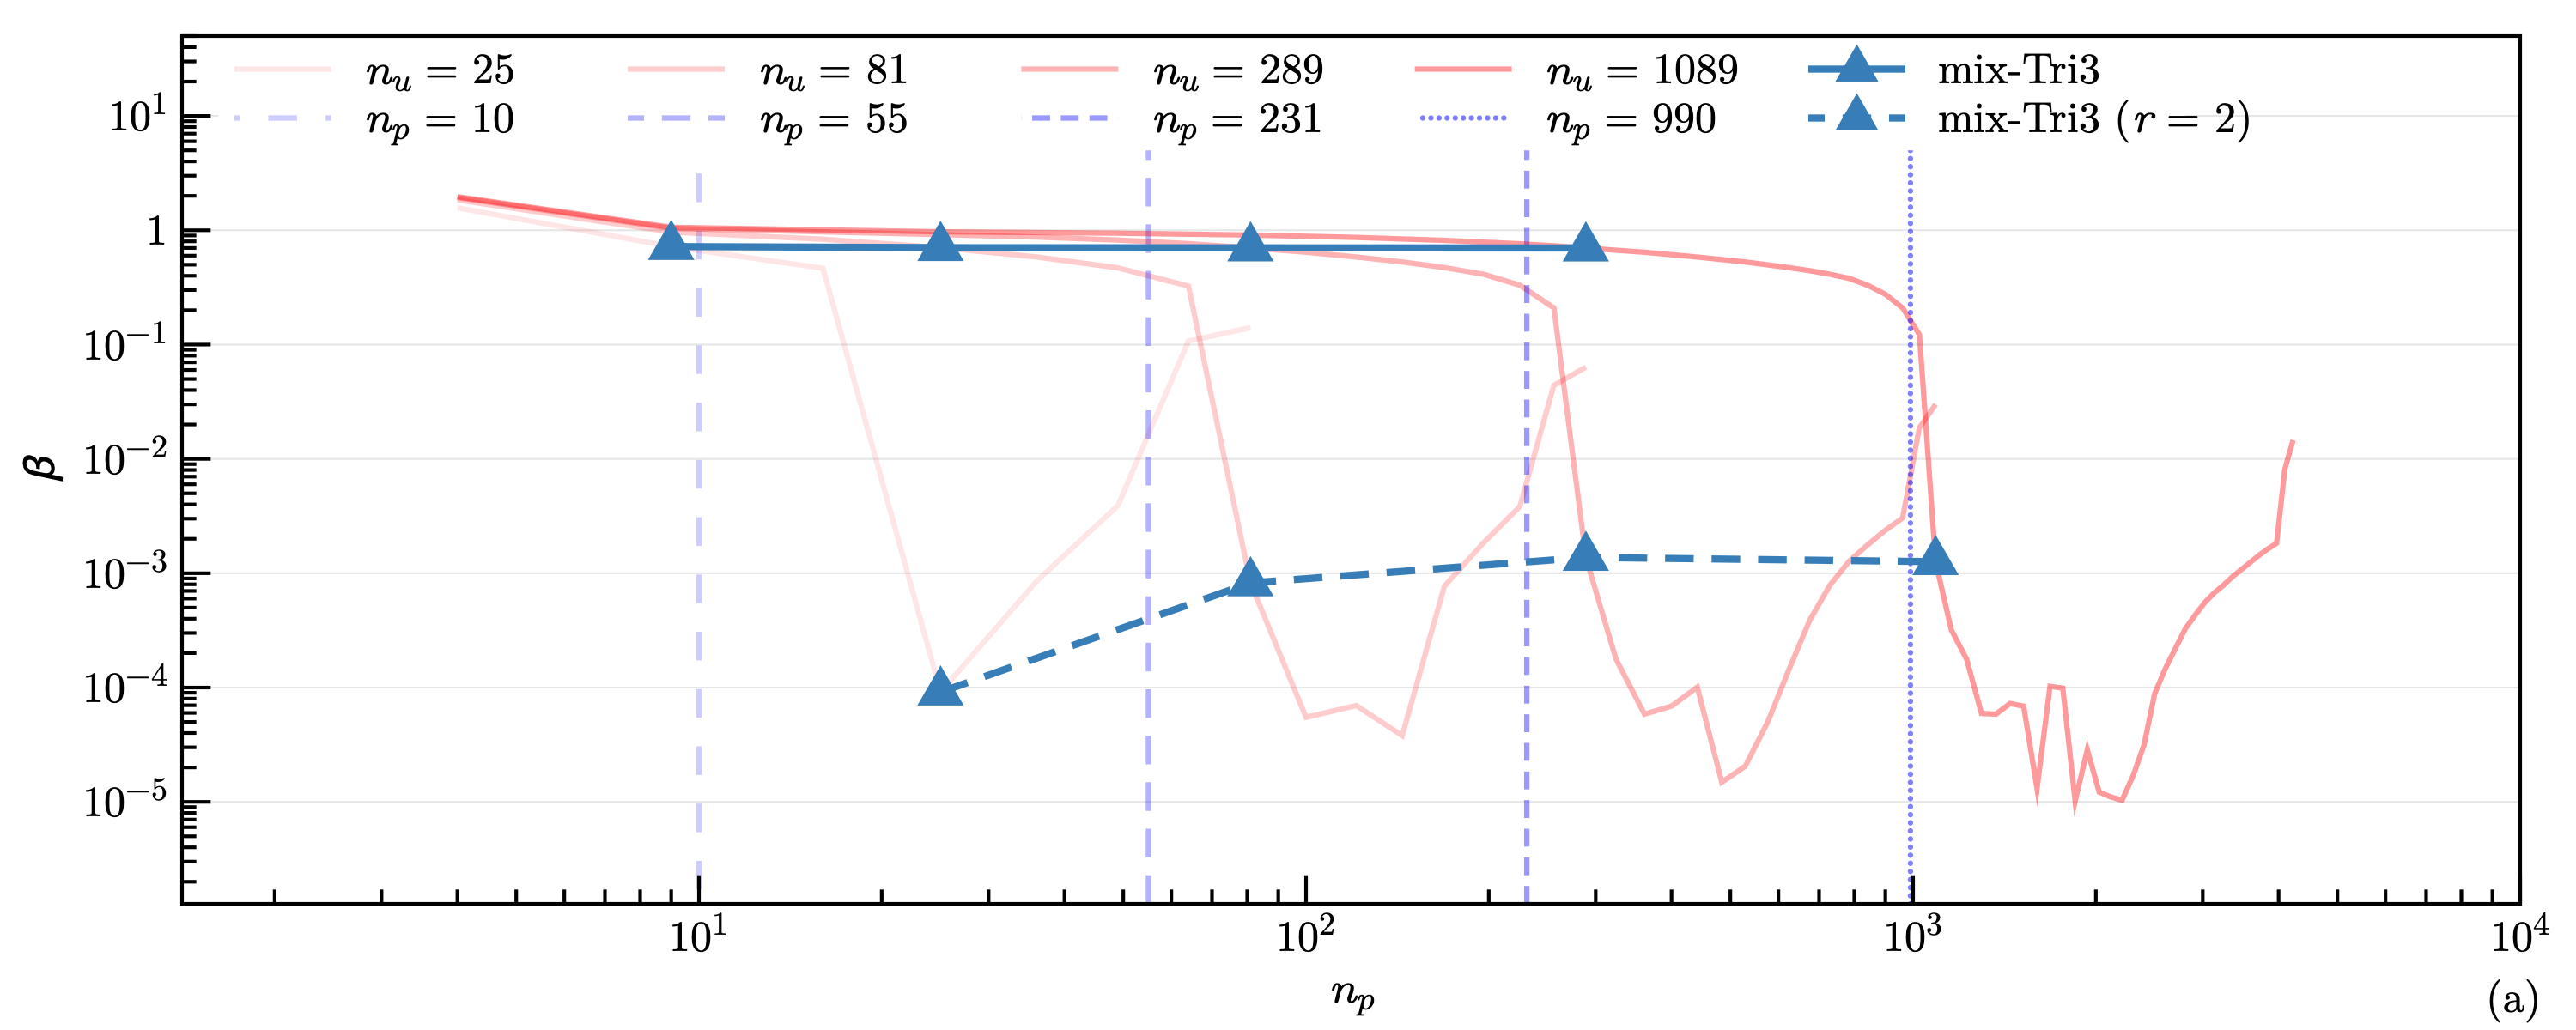 n_u = 25 n_u = 81 n_u = 289 n_u = 1089 mix-Tri3
n_p = 10 n_p = 55 n_p = 231 n_p = 990 mix-Tri3 (r = 2)
10^1
1
10^−1
10^−2
β
10^−3
10^−4
10^−5
10^1 10^2 10^3 10^4
n_p
(a)